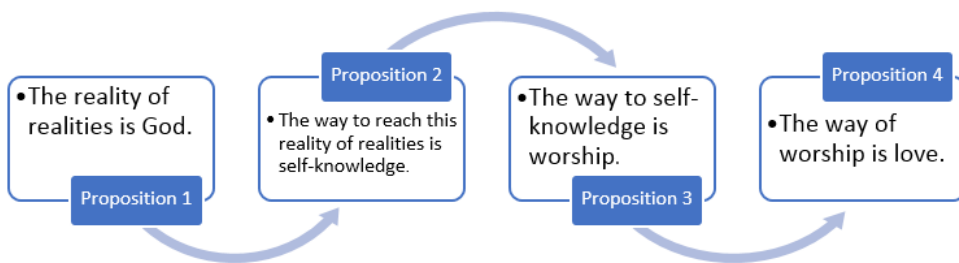 •The reality of
realities is God.
Proposition 1
Proposition 2
•The way to reach this
reality of realities is
self-knowledge.
•The way to self-
knowledge is
worship.
Proposition 3
Proposition 4
•The way of
worship is love.